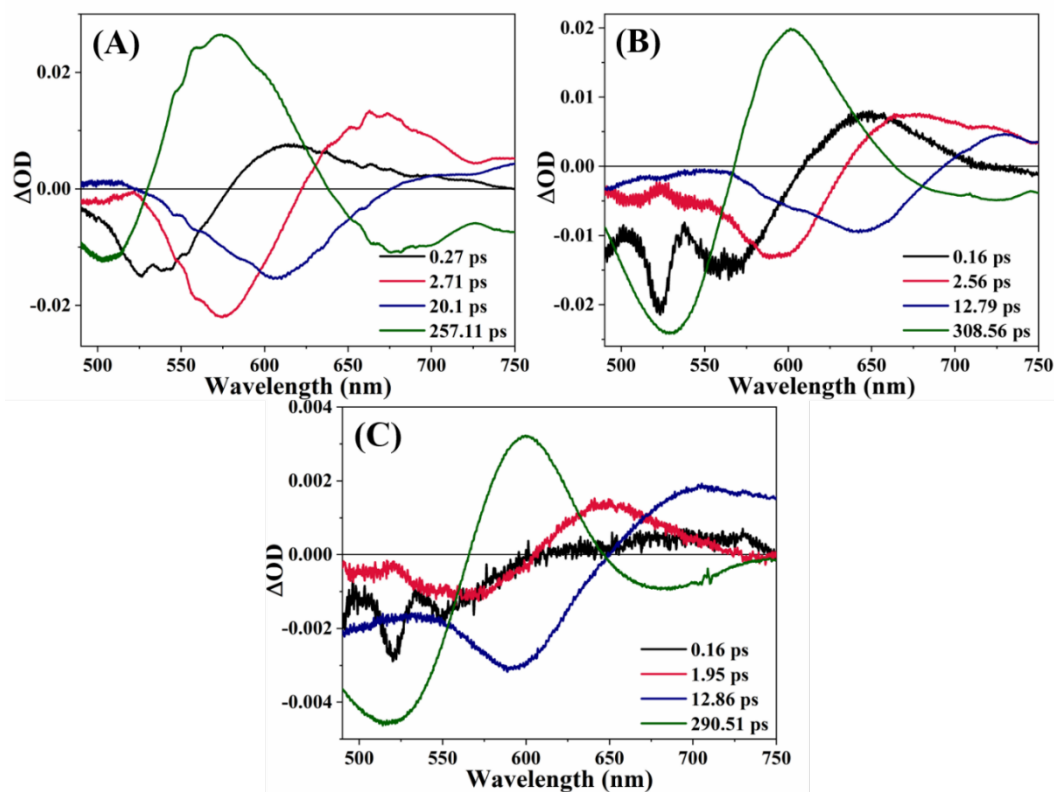 (A)
0.02
0.00
-0.02
ΔOD
0.27 ps
2.71 ps
20.1 ps
257.11 ps
500 550 600 650 700 750
Wavelength (nm)
(B)
0.02
0.01
0.00
-0.01
-0.02
ΔOD
0.16 ps
2.56 ps
12.79 ps
308.56 ps
500 550 600 650 700 750
Wavelength (nm)
(C)
0.004
0.002
0.000
-0.002
-0.004
ΔOD
0.16 ps
1.95 ps
12.86 ps
290.51 ps
500 550 600 650 700 750
Wavelength (nm)